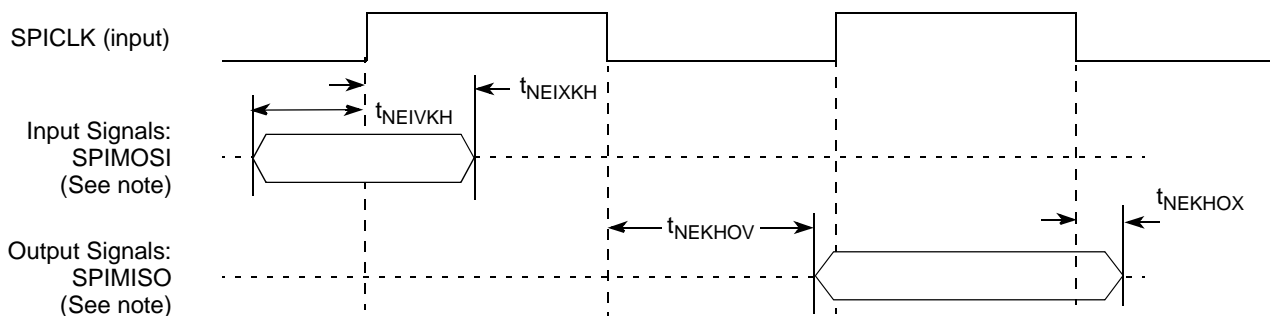 SPICLK (input)
tNEIXKH
tNEIVKH
Input Signals:
SPIMOSI
(See note)
tNEKHOX
tNEKHOV
Output Signals:
SPIMISO
(See note)